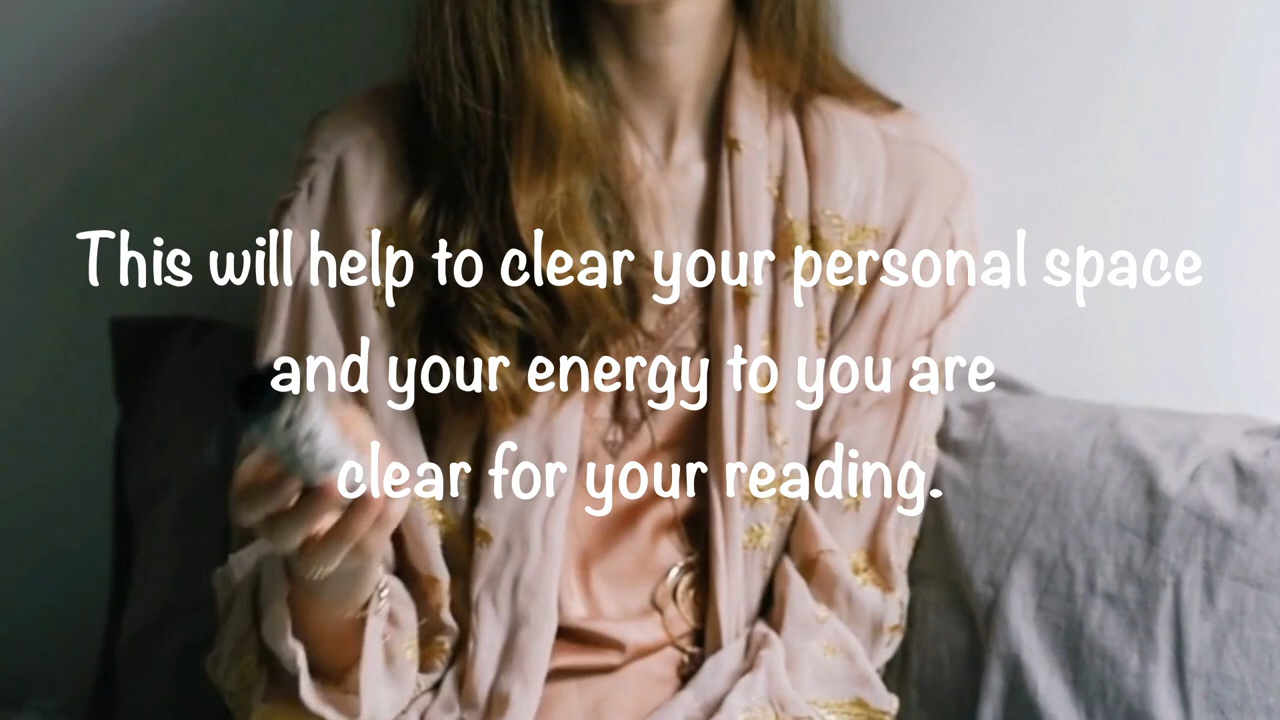 This will help to clear your personal space
and your energy to you are
clear for your reading.